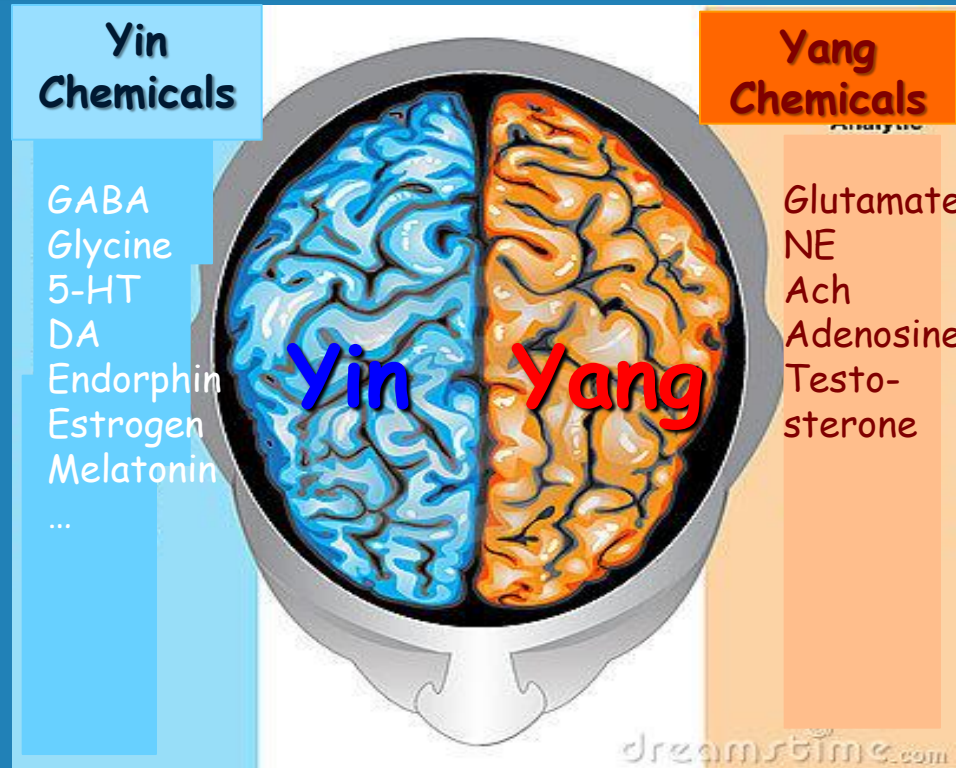 Yin
Chemicals
GABA
Glycine
5-HT
DA
Endorphin
Estrogen
Melatonin
…
Yin
Yang
Yang
Chemicals
Analytic
Glutamate
NE
Ach
Adenosine
Testo-
sterone
dreamstime.com